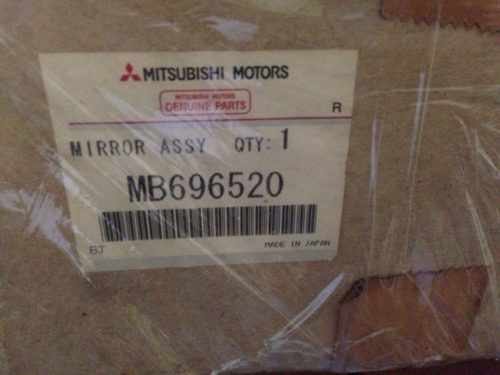 MITSUBISHI MOTORS
MITSUBISHI MOTORS
GENUINE PARTS
R
MIRROR ASSY QTY: 1
MB696520
BJ MADE IN JAPAN